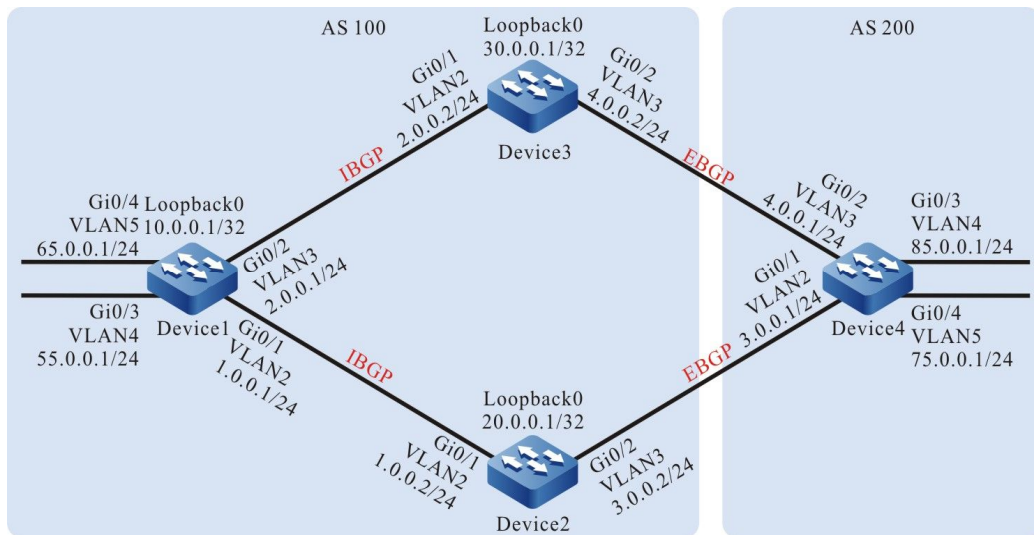 AS 100
AS 200
Loopback0
30.0.0.1/32
Gi0/1
VLAN2
2.0.0.2/24
Gi0/2
VLAN3
4.0.0.2/24
Device3
IBGP
EBGP
Gi0/4
VLAN5
65.0.0.1/24
Loopback0
10.0.0.1/32
Gi0/2
VLAN3
2.0.0.1/24
Gi0/2
VLAN3
4.0.0.1/24
Gi0/3
VLAN4
85.0.0.1/24
Gi0/3
VLAN4
55.0.0.1/24
Device1
Gi0/1
VLAN2
1.0.0.1/24
Gi0/1
VLAN2
3.0.0.1/24
Device4
Gi0/4
VLAN5
75.0.0.1/24
IBGP
EBGP
Loopback0
20.0.0.1/32
Gi0/1
VLAN2
1.0.0.2/24
Gi0/2
VLAN3
3.0.0.2/24
Device2